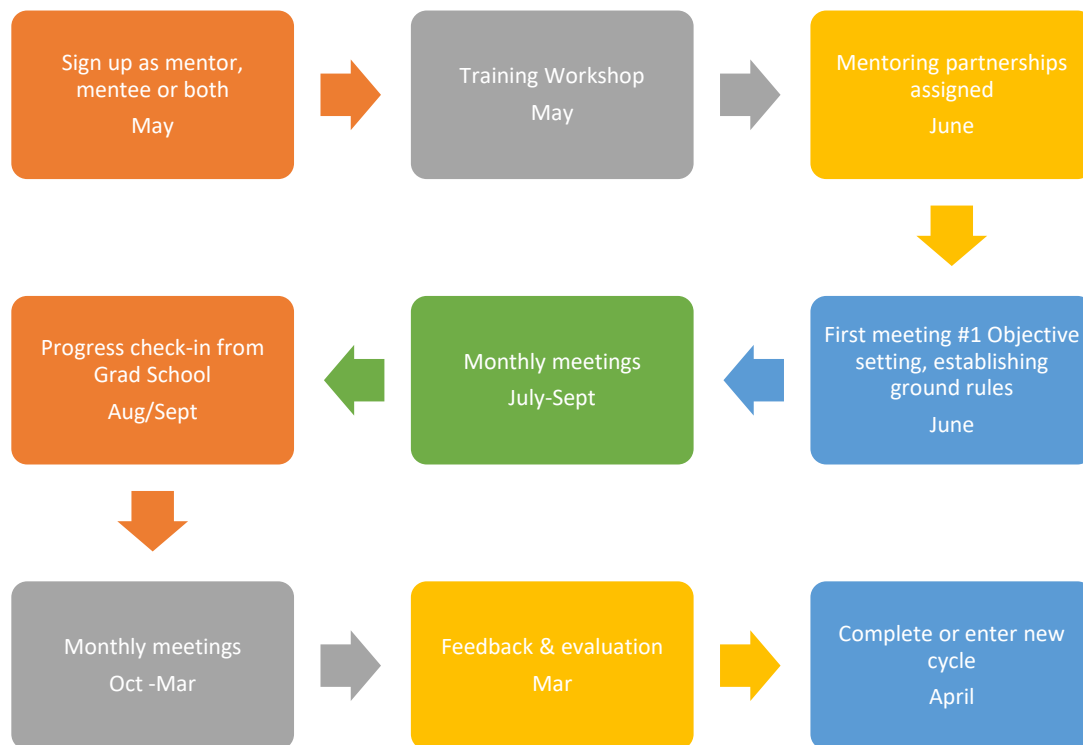 Sign up as mentor,
mentee or both
May
Training Workshop
May
Mentoring partnerships
assigned
June
First meeting #1 Objective
setting, establishing
ground rules
June
Monthly meetings
July-Sept
Progress check-in from
Grad School
Aug/Sept
Monthly meetings
Oct -Mar
Feedback & evaluation
Mar
Complete or enter new
cycle
April